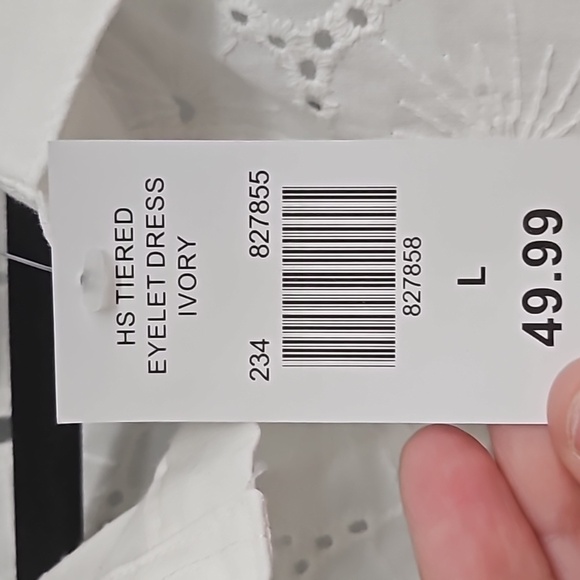 HS TIERED
EYELET DRESS
IVORY
234 827855
827858
L
49.99